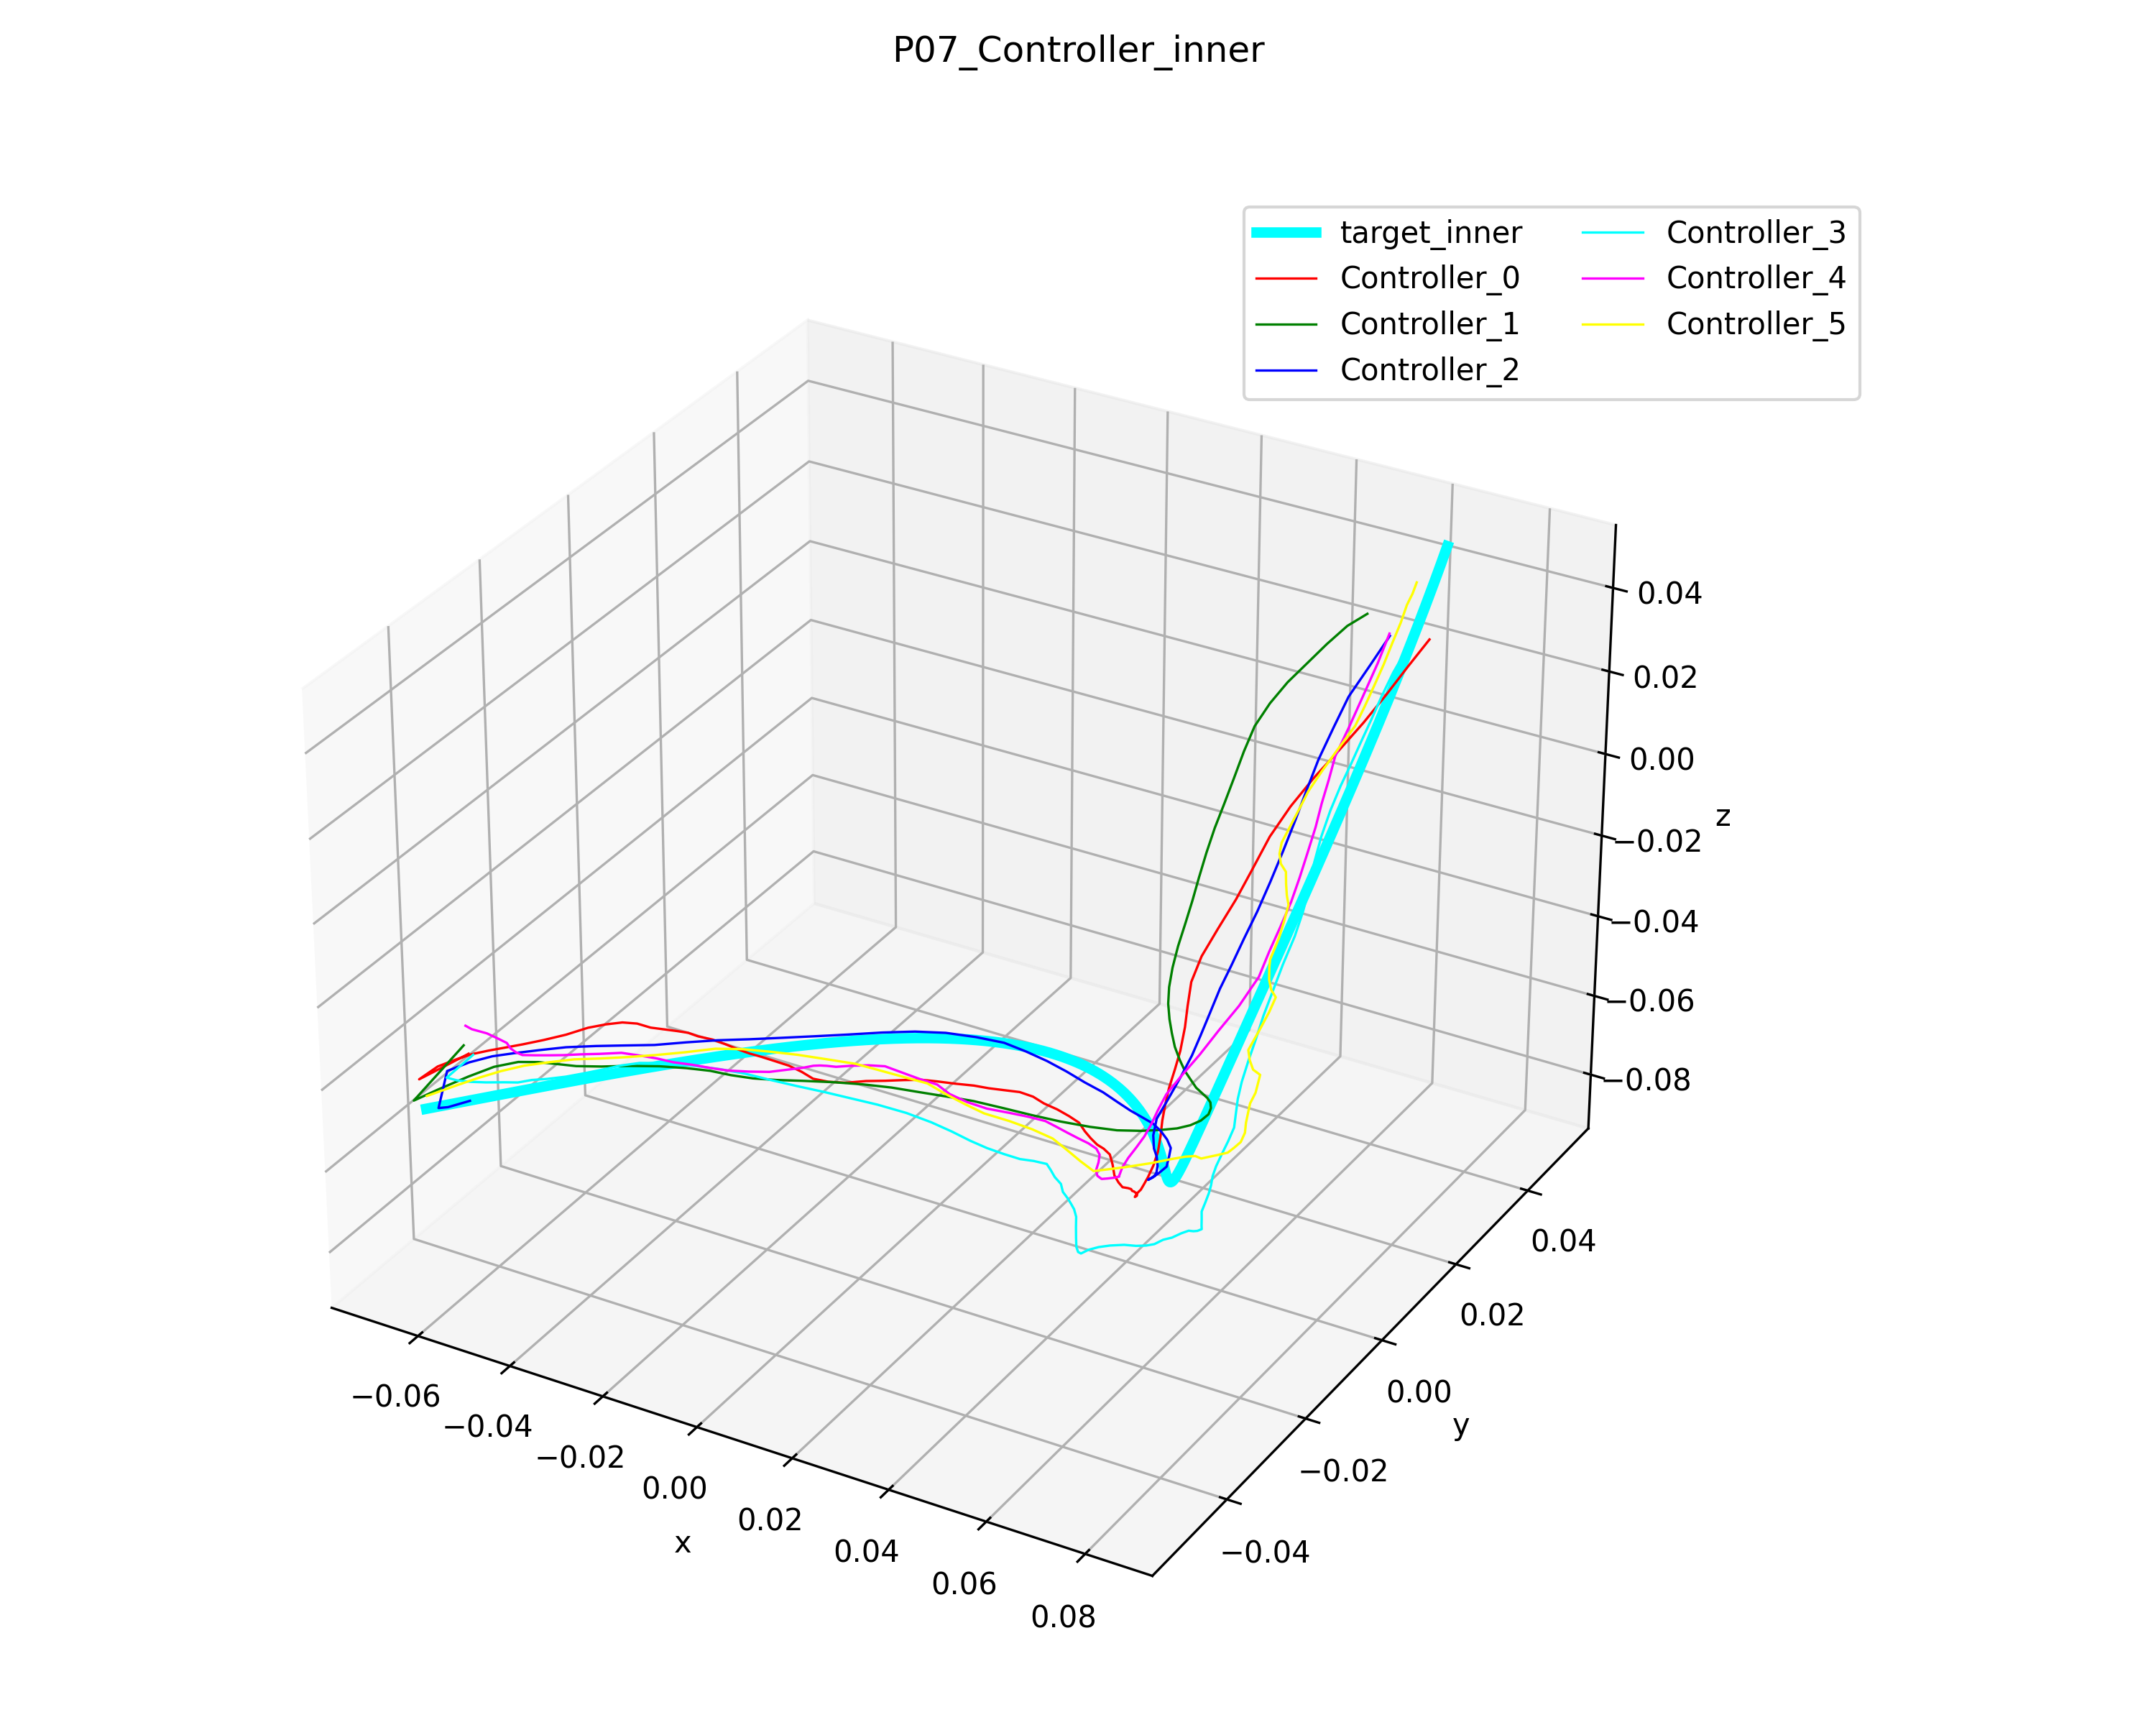 P07_Controller_inner
target_inner
Controller_0
Controller_1
Controller_2
Controller_3
Controller_4
Controller_5
0.04
0.02
0.00
−0.02
−0.04
−0.06
−0.08
z
0.04
0.02
0.00
−0.02
−0.04
y
−0.06
−0.04
−0.02
0.00
0.02
0.04
0.06
0.08
x